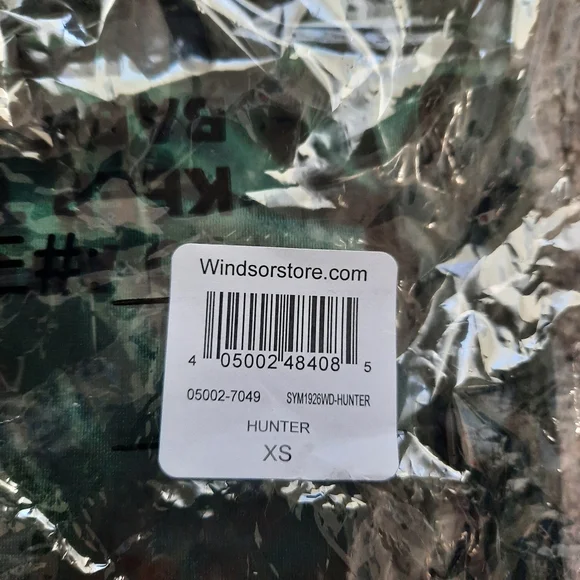 Windsorstore.com
4 05002 48408 5
05002-7049 SYM1926WD-HUNTER
HUNTER
XS